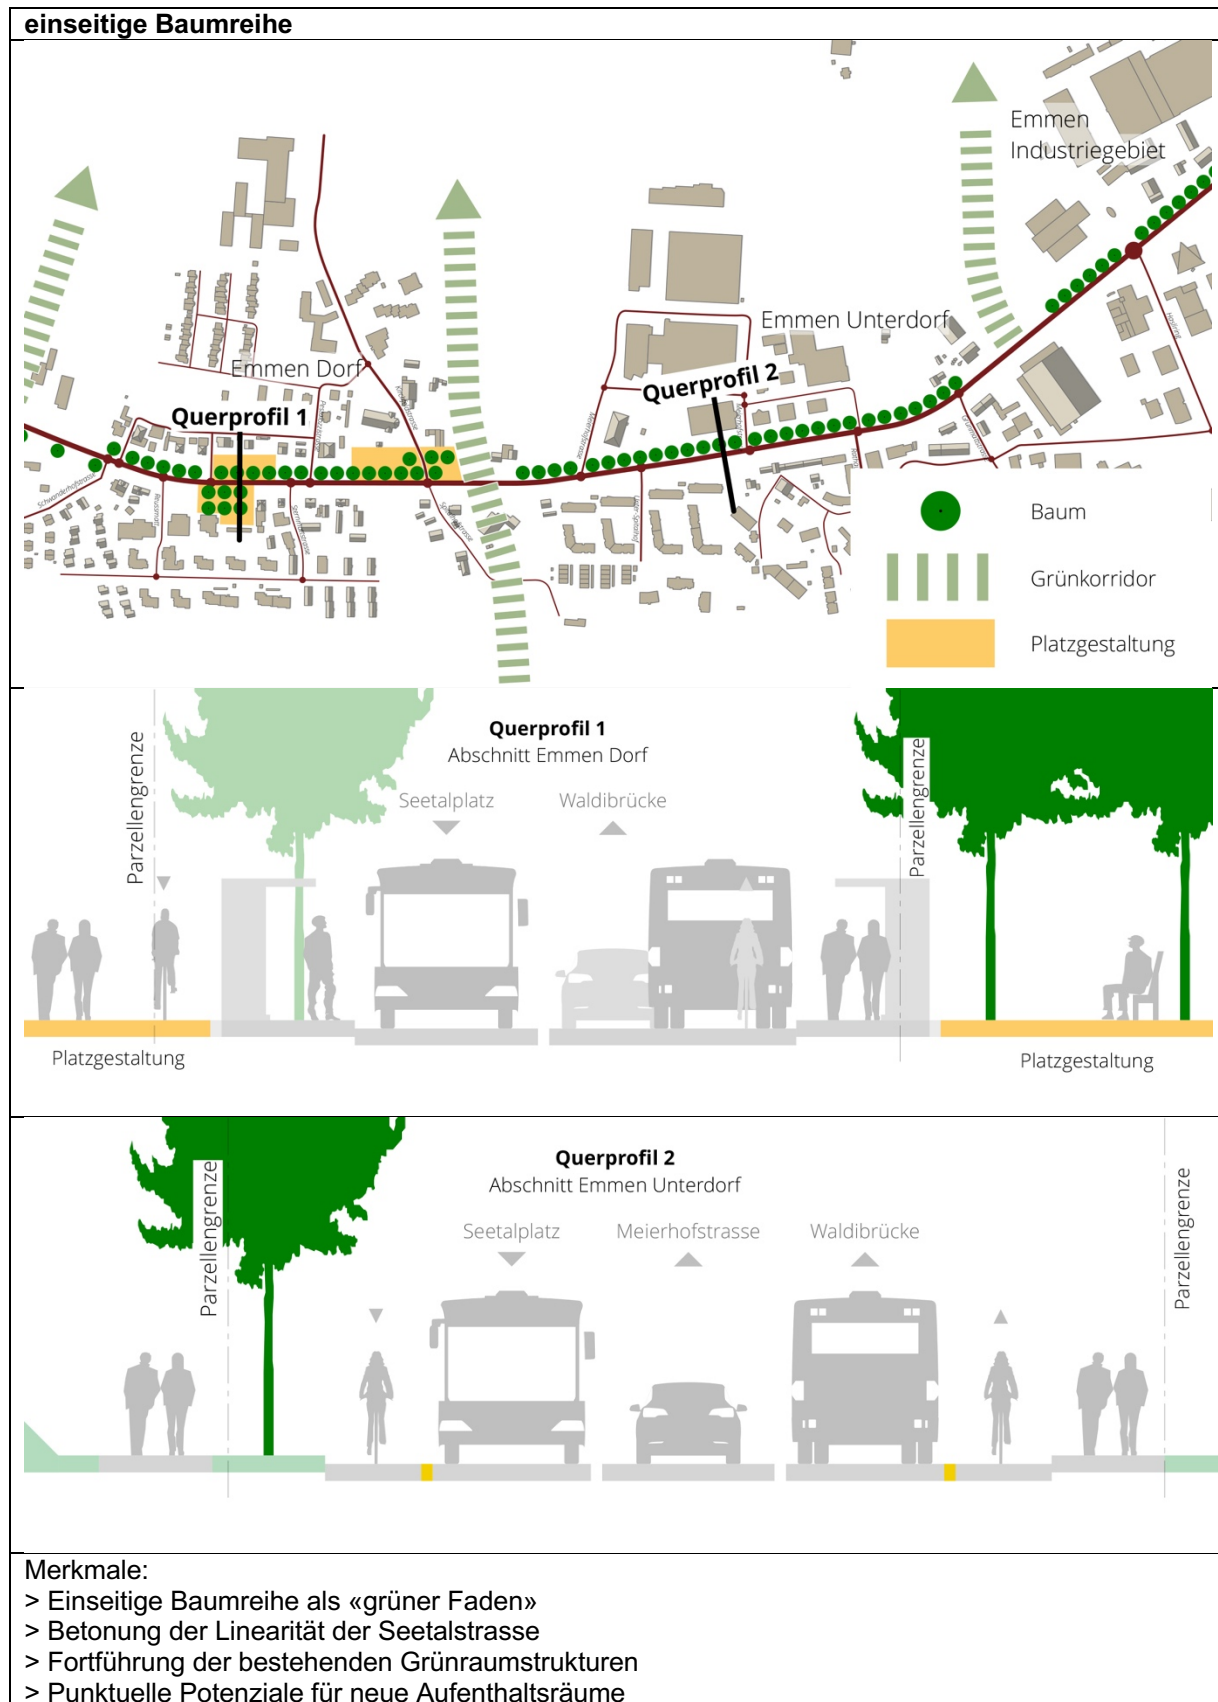 einseitige Baumreihe
Emmen
Industriegebiet
Emmen Unterdorf
Emmen Dorf
Querprofil 2
Querprofil 1
Schwanderhofstrasse
Meierhofstrasse
Baum
Grünkorridor
Platzgestaltung
Querprofil 1
Abschnitt Emmen Dorf
Seetalplatz
Waldibrücke
Parzellengrenze
Parzellengrenze
Platzgestaltung
Platzgestaltung
Querprofil 2
Abschnitt Emmen Unterdorf
Seetalplatz
Meierhofstrasse
Waldibrücke
Parzellengrenze
Parzellengrenze
Merkmale:
> Einseitige Baumreihe als «grüner Faden»
> Betonung der Linearität der Seetalstrasse
> Fortführung der bestehenden Grünraumstrukturen
> Punktuelle Potenziale für neue Aufenthaltsräume